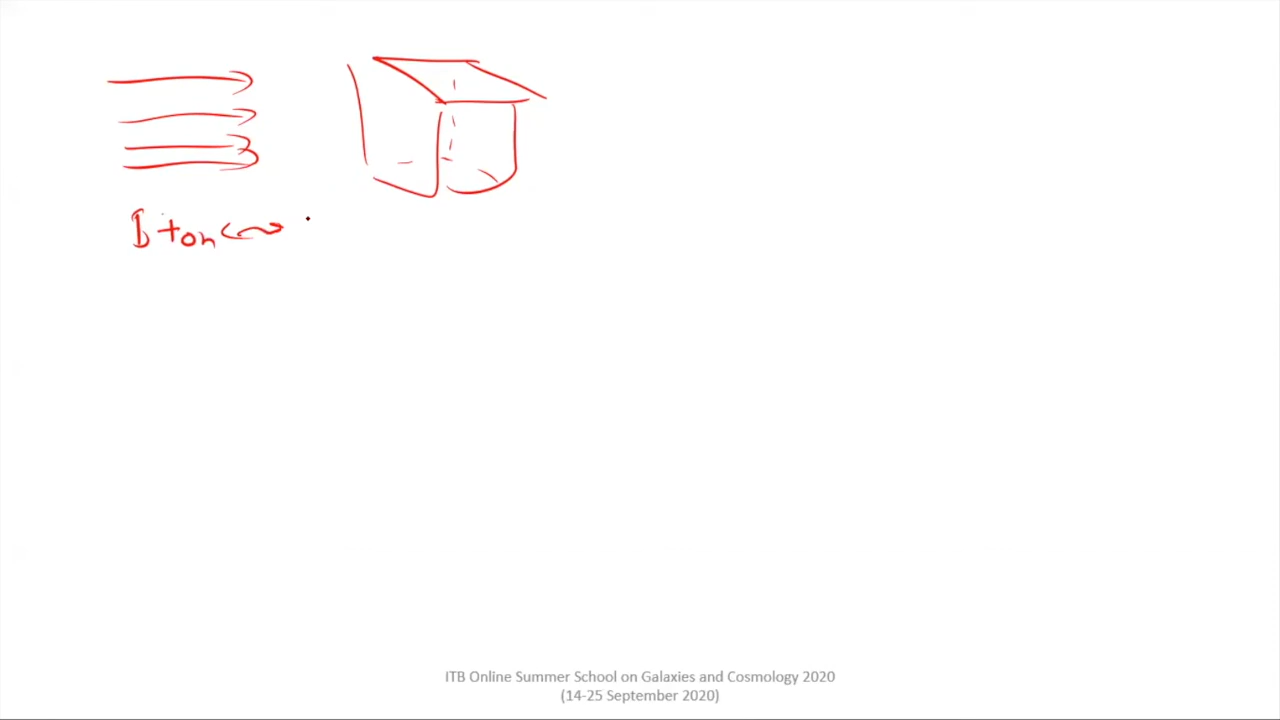 ITB Online Summer School on Galaxies and Cosmology 2020
(14-25 September 2020)